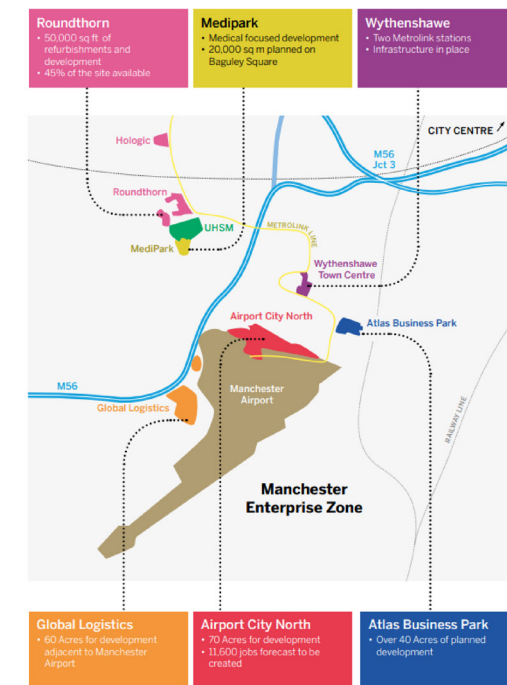 Roundthorn
• 50,000 sq ft of
refurbishments and
development
• 45% of the site available
Medipark
• Medical focused development
• 20,000 sq m planned on
Baguley Square
Wythenshawe
• Two Metrolink stations
• Infrastructure in place
CITY CENTRE
M56
Jct 3
Hologic
Roundthorn
UHSM
MediPark
METROLINK LINE
Wythenshawe
Town Centre
Airport City North
Atlas Business Park
M56
Global Logistics
Manchester
Airport
RAILWAY LINE
Manchester
Enterprise Zone
Global Logistics
• 60 Acres for development
adjacent to Manchester
Airport
Airport City North
• 70 Acres for development
• 11,600 jobs forecast to be
created
Atlas Business Park
• Over 40 Acres of planned
development